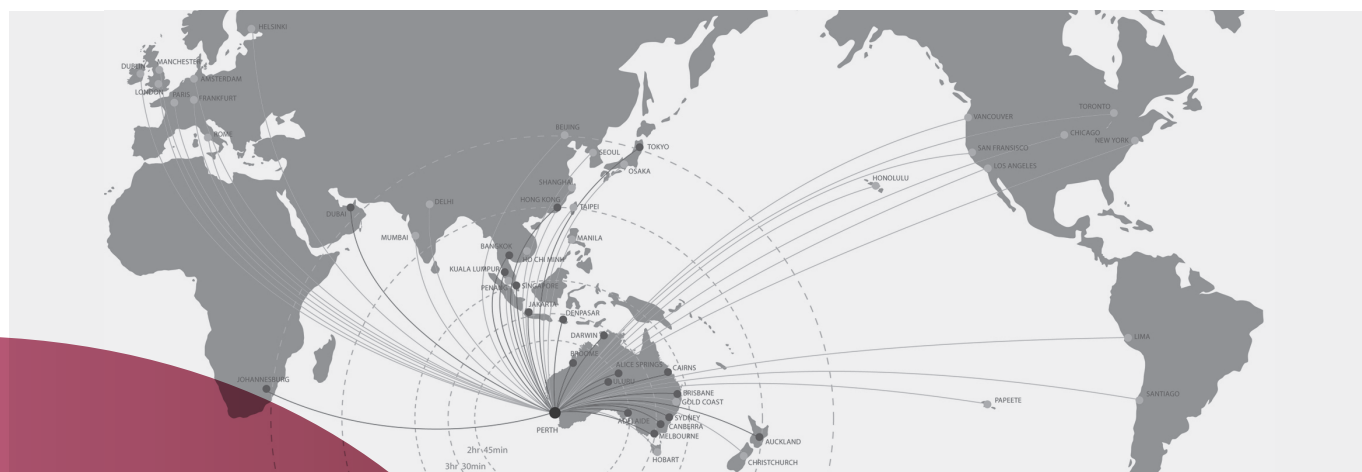 HELSINKI
DUBLIN
MANCHESTER
AMSTERDAM
LONDON
PARIS
FRANKFURT
ROME
BEIJING
TOKYO
SEOUL
OSAKA
SHANGHAI
HONG KONG
TAIPEI
DELHI
DUBAI
MUMBAI
MANILA
BANGKOK
HO CHI MINH
KUALA LUMPUR
PENANG
SINGAPORE
JAKARTA
DENPASAR
DARWIN
BROOME
ALICE SPRINGS
CAIRNS
ULURU
BRISBANE
GOLD COAST
JOHANNESBURG
PERTH
ADELAIDE
SYDNEY
CANBERRA
MELBOURNE
HOBART
AUCKLAND
CHRISTCHURCH
2hr 45min
3hr 30min
VANCOUVER
TORONTO
CHICAGO
NEW YORK
SAN FRANSISCO
LOS ANGELES
HONOLULU
LIMA
SANTIAGO
PAPEETE